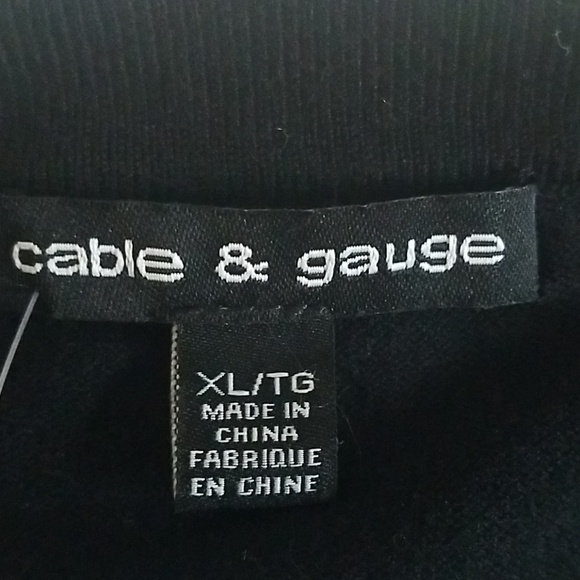 cable & gauge
XL/TG
MADE IN
CHINA
FABRIQUE
EN CHINE